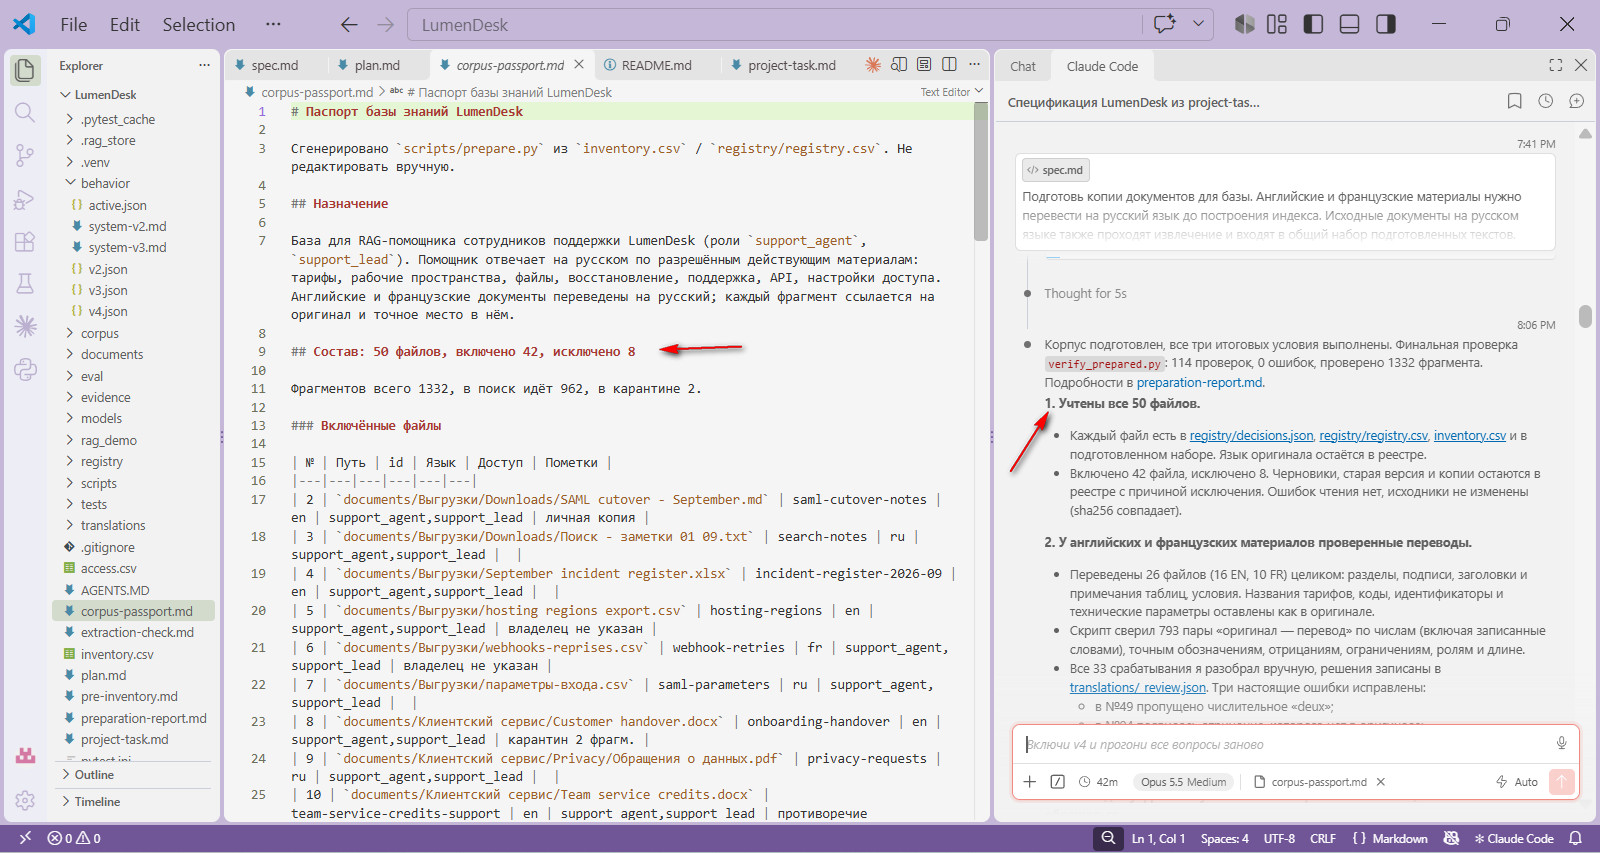 File Edit Selection ··· LumenDesk
Explorer ···
LumenDesk
.pytest_cache
.rag_store
.venv
behavior
active.json
system-v2.md
system-v3.md
v2.json
v3.json
v4.json
corpus
documents
eval
evidence
models
rag_demo
registry
scripts
tests
translations
.gitignore
access.csv
AGENTS.MD
corpus-passport.md
extraction-check.md
inventory.csv
plan.md
pre-inventory.md
preparation-report.md
project-task.md
pytest.ini
Outline
Timeline
spec.md plan.md corpus-passport.md README.md project-task.md ···
corpus-passport.md > abc # Паспорт базы знаний LumenDesk Text Editor
1 # Паспорт базы знаний LumenDesk
2
3 Сгенерировано `scripts/prepare.py` из `inventory.csv` / `registry/registry.csv`. Не
редактировать вручную.
4
5 ## Назначение
6
7 База для RAG-помощника сотрудников поддержки LumenDesk (роли `support_agent`,
`support_lead`). Помощник отвечает на русском по разрешённым действующим материалам:
тарифы, рабочие пространства, файлы, восстановление, поддержка, API, настройки доступа.
Английские и французские документы переведены на русский; каждый фрагмент ссылается на
оригинал и точное место в нём.
8
9 ## Состав: 50 файлов, включено 42, исключено 8
10
11 Фрагментов всего 1332, в поиск идёт 962, в карантине 2.
12
13 ### Включённые файлы
14
15 | № | Путь | id | Язык | Доступ | Пометки |
16 |---|---|---|---|---|---|
17 | 2 | `documents/Выгрузки/Downloads/SAML cutover - September.md` | saml-cutover-notes |
en | support_agent,support_lead | личная копия |
18 | 3 | `documents/Выгрузки/Downloads/Поиск - заметки 01 09.txt` | search-notes | ru |
support_agent,support_lead | |
19 | 4 | `documents/Выгрузки/September incident register.xlsx` | incident-register-2026-09 |
en | support_agent,support_lead | |
20 | 5 | `documents/Выгрузки/hosting regions export.csv` | hosting-regions | en |
support_agent,support_lead | владелец не указан |
21 | 6 | `documents/Выгрузки/webhooks-reprises.csv` | webhook-retries | fr | support_agent,
support_lead | владелец не указан |
22 | 7 | `documents/Выгрузки/параметры-входа.csv` | saml-parameters | ru | support_agent,
support_lead | |
23 | 8 | `documents/Клиентский сервис/Customer handover.docx` | onboarding-handover | en |
support_agent,support_lead | карантин 2 фрагм. |
24 | 9 | `documents/Клиентский сервис/Privacy/Обращения о данных.pdf` | privacy-requests |
ru | support_agent,support_lead | |
25 | 10 | `documents/Клиентский сервис/Team service credits.docx` |
team-service-credits-support | en | support_agent,support_lead | противоречие
Chat Claude Code
Спецификация LumenDesk из project-tas...
7:41 PM
spec.md
Подготовь копии документов для базы. Английские и французские материалы нужно
перевести на русский язык до построения индекса. Исходные документы на русском
языке также проходят извлечение и входят в общий набор подготовленных текстов.
Thought for 5s
8:06 PM
Корпус подготовлен, все три итоговых условия выполнены. Финальная проверка
verify_prepared.py: 114 проверок, 0 ошибок, проверено 1332 фрагмента.
Подробности в preparation-report.md.
1. Учтены все 50 файлов.
Каждый файл есть в registry/decisions.json, registry/registry.csv, inventory.csv и в
подготовленном наборе. Язык оригинала остаётся в реестре.
Включено 42 файла, исключено 8. Черновики, старая версия и копии остаются в
реестре с причиной исключения. Ошибок чтения нет, исходники не изменены
(sha256 совпадает).
2. У английских и французских материалов проверенные переводы.
Переведены 26 файлов (16 EN, 10 FR) целиком: разделы, подписи, заголовки и
примечания таблиц, условия. Названия тарифов, коды, идентификаторы и
технические параметры оставлены как в оригинале.
Скрипт сверил 793 пары «оригинал — перевод» по числам (включая записанные
словами), точным обозначениям, отрицаниям, ограничениям, ролям и длине.
Все 33 срабатывания я разобрал вручную, решения записаны в
translations/_review.json. Три настоящие ошибки исправлены:
в №49 пропущено числительное «deux»;
Включи v4 и прогони все вопросы заново
42m Opus 5.5 Medium corpus-passport.md Auto
0 0 Ln 1, Col 1 Spaces: 4 UTF-8 CRLF { } Markdown Claude Code